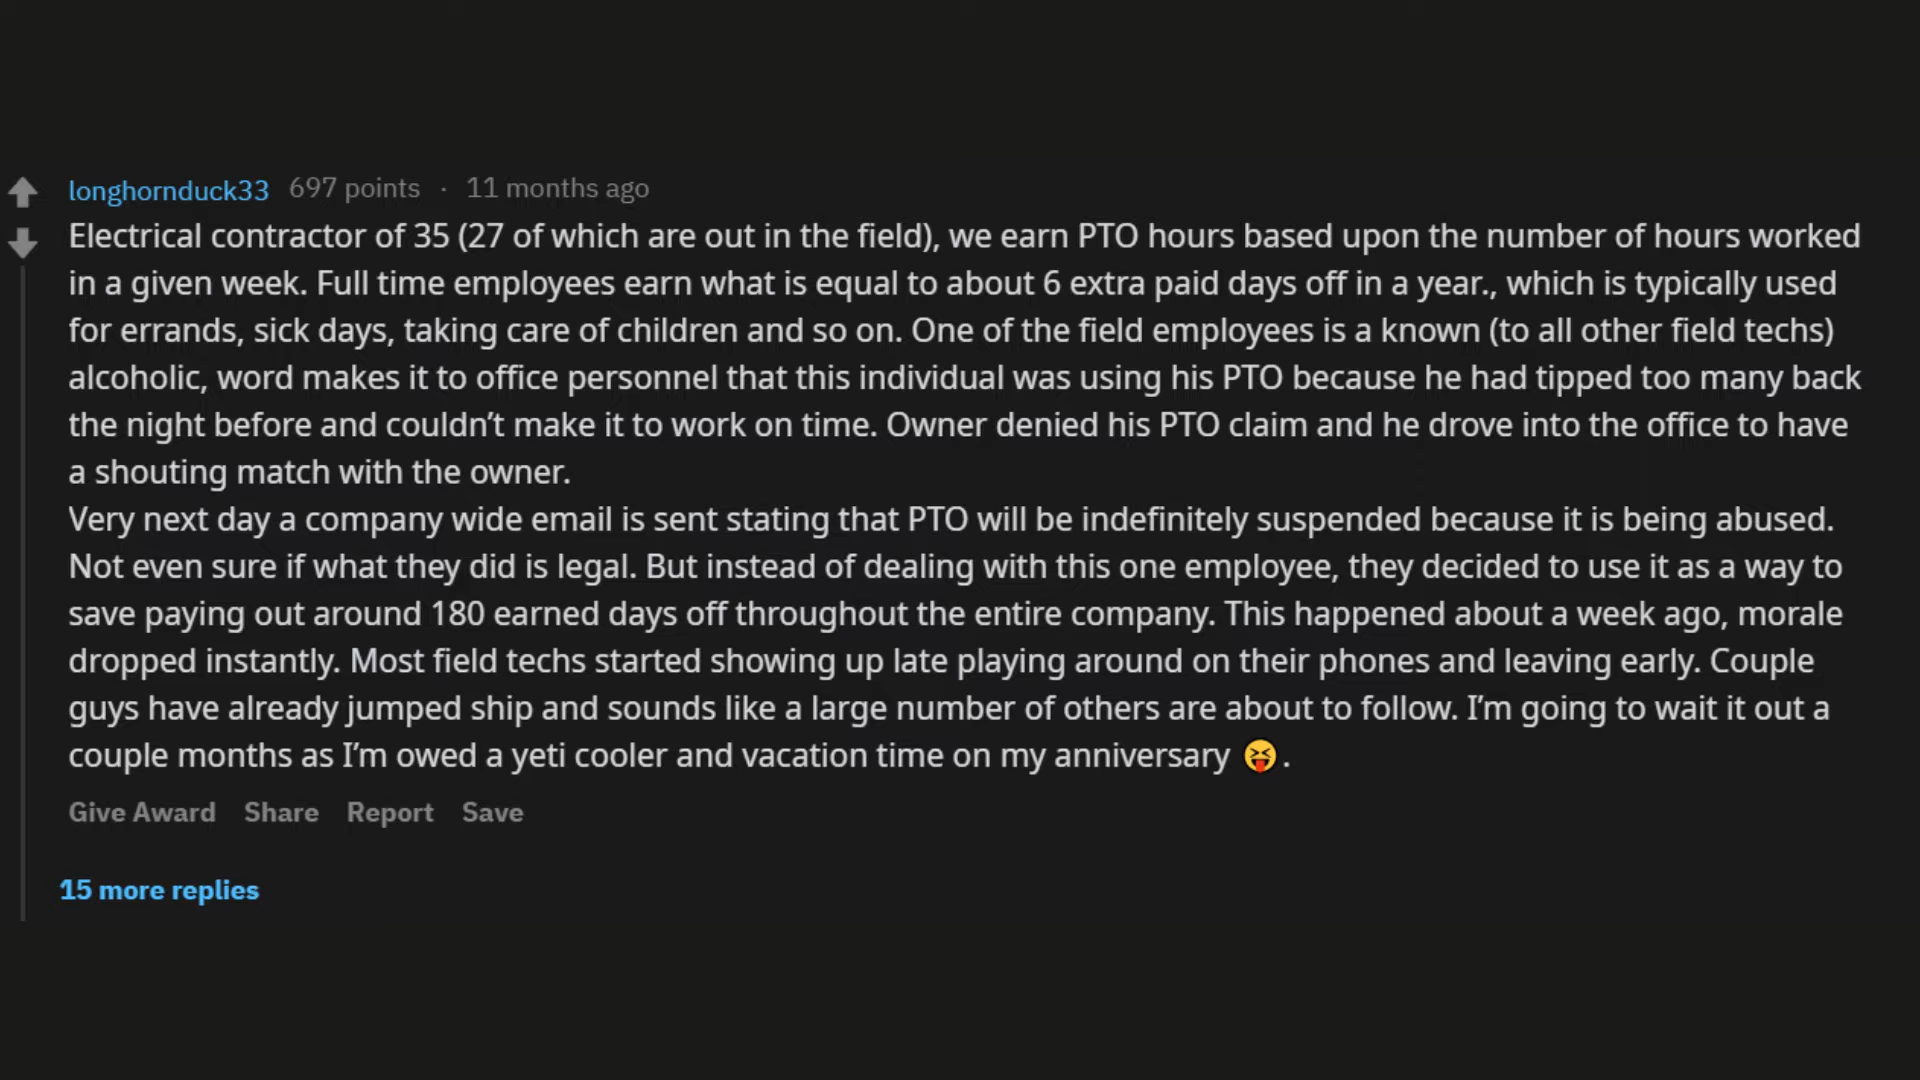 longhornduck33 697 points · 11 months ago
Electrical contractor of 35 (27 of which are out in the field), we earn PTO hours based upon the number of hours worked
in a given week. Full time employees earn what is equal to about 6 extra paid days off in a year., which is typically used
for errands, sick days, taking care of children and so on. One of the field employees is a known (to all other field techs)
alcoholic, word makes it to office personnel that this individual was using his PTO because he had tipped too many back
the night before and couldn’t make it to work on time. Owner denied his PTO claim and he drove into the office to have
a shouting match with the owner.
Very next day a company wide email is sent stating that PTO will be indefinitely suspended because it is being abused.
Not even sure if what they did is legal. But instead of dealing with this one employee, they decided to use it as a way to
save paying out around 180 earned days off throughout the entire company. This happened about a week ago, morale
dropped instantly. Most field techs started showing up late playing around on their phones and leaving early. Couple
guys have already jumped ship and sounds like a large number of others are about to follow. I’m going to wait it out a
couple months as I’m owed a yeti cooler and vacation time on my anniversary 😝.
Give Award Share Report Save
15 more replies